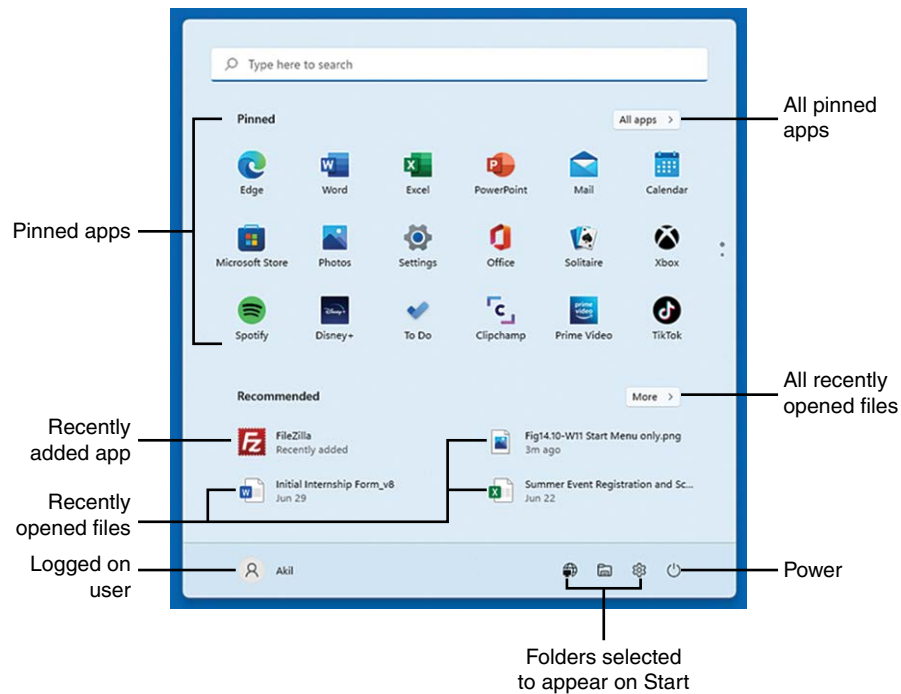 Type here to search
Pinned
All apps >
All pinned
apps
Edge
Word
Excel
PowerPoint
Mail
Calendar
Pinned apps
Microsoft Store
Photos
Settings
Office
Solitaire
Xbox
Disney+
prime
video
Spotify
Disney+
To Do
Clipchamp
Prime Video
TikTok
Recommended
More >
All recently
opened files
Recently
added app
FileZilla
Recently added
Fig14.10-W11 Start Menu only.png
3m ago
Recently
opened files
Initial Internship Form_v8
Jun 29
Summer Event Registration and Sc...
Jun 22
Logged on
user
Akil
Power
Folders selected
to appear on Start